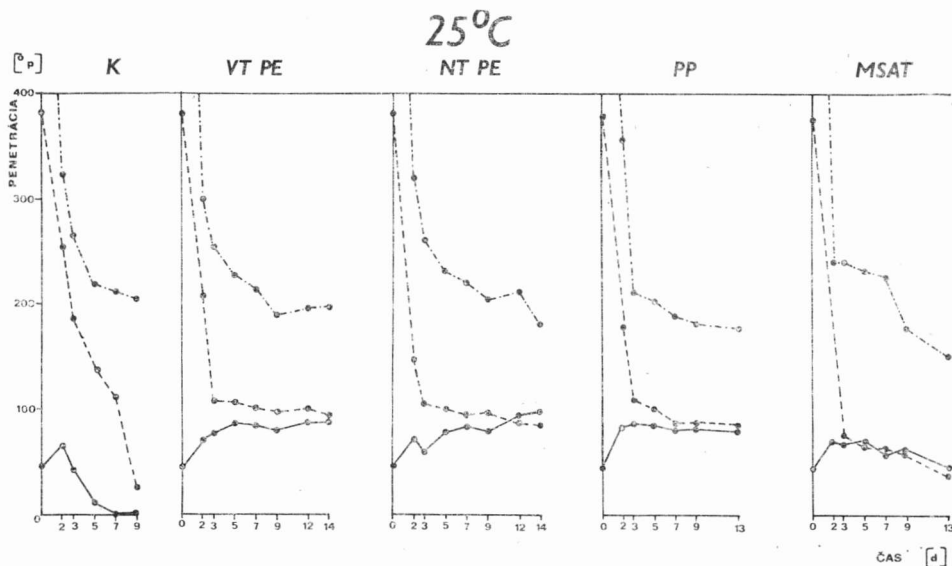 25°C
[°p] K VT PE NT PE PP MSAT
PENETRÁCIA
400
300
200
100
0
0 2 3 5 7 9
0 2 3 5 7 9 12 14
0 2 3 5 7 9 12 14
0 2 3 5 7 9 13
0 2 3 5 7 9 13
ČAS [d]